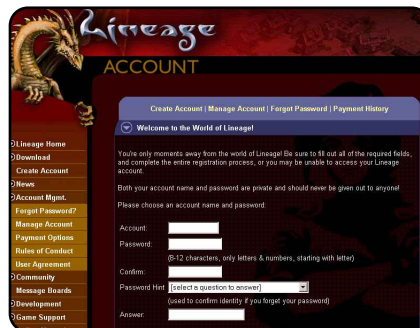 Lineage
ACCOUNT
Create Account | Manage Account | Forgot Password | Payment History
Welcome to the World of Lineage!
Lineage Home
Download
Create Account
News
Account Mgmt.
Forgot Password?
Manage Account
Payment Options
Rules of Conduct
User Agreement
Community
Message Boards
Development
Game Support
You're only moments away from the world of Lineage! Be sure to fill out all of the required fields,
and complete the entire registration process, or you may be unable to access your Lineage
account.
Both your account name and password are private and should never be given out to anyone!
Please choose an account name and password:
Account:
Password:
(8-12 characters, only letters & numbers, starting with letter)
Confirm:
Password Hint [select a question to answer]
(used to confirm identity if you forget your password)
Answer: